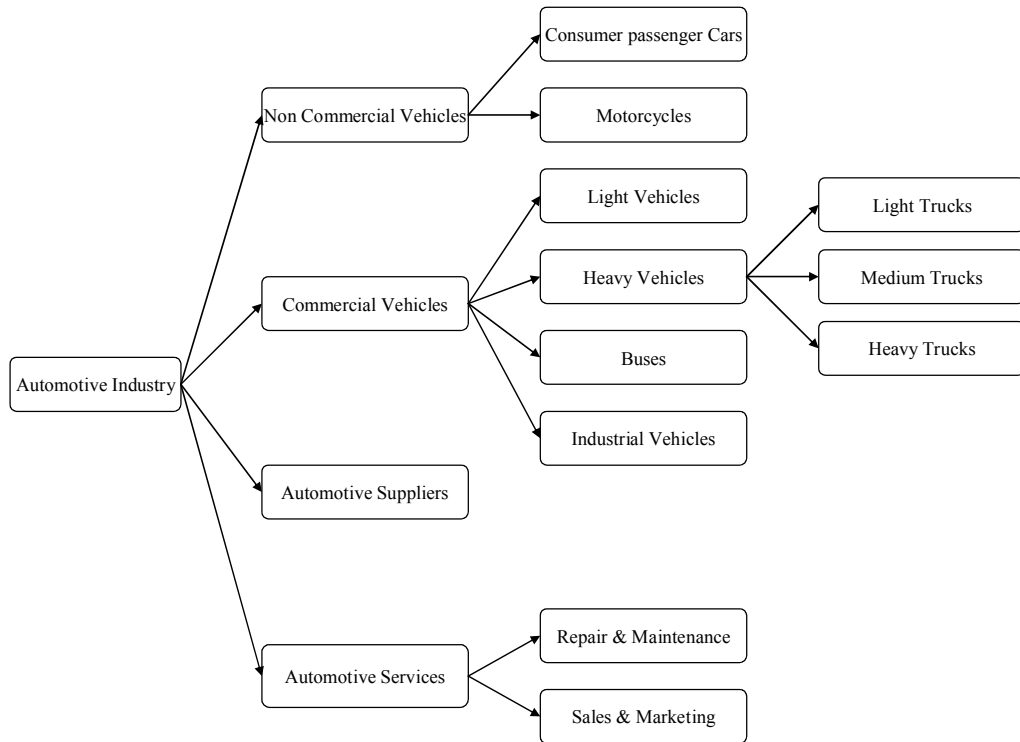 Consumer passenger Cars
Non Commercial Vehicles
Motorcycles
Light Vehicles
Light Trucks
Commercial Vehicles
Heavy Vehicles
Medium Trucks
Heavy Trucks
Buses
Automotive Industry
Industrial Vehicles
Automotive Suppliers
Repair & Maintenance
Automotive Services
Sales & Marketing